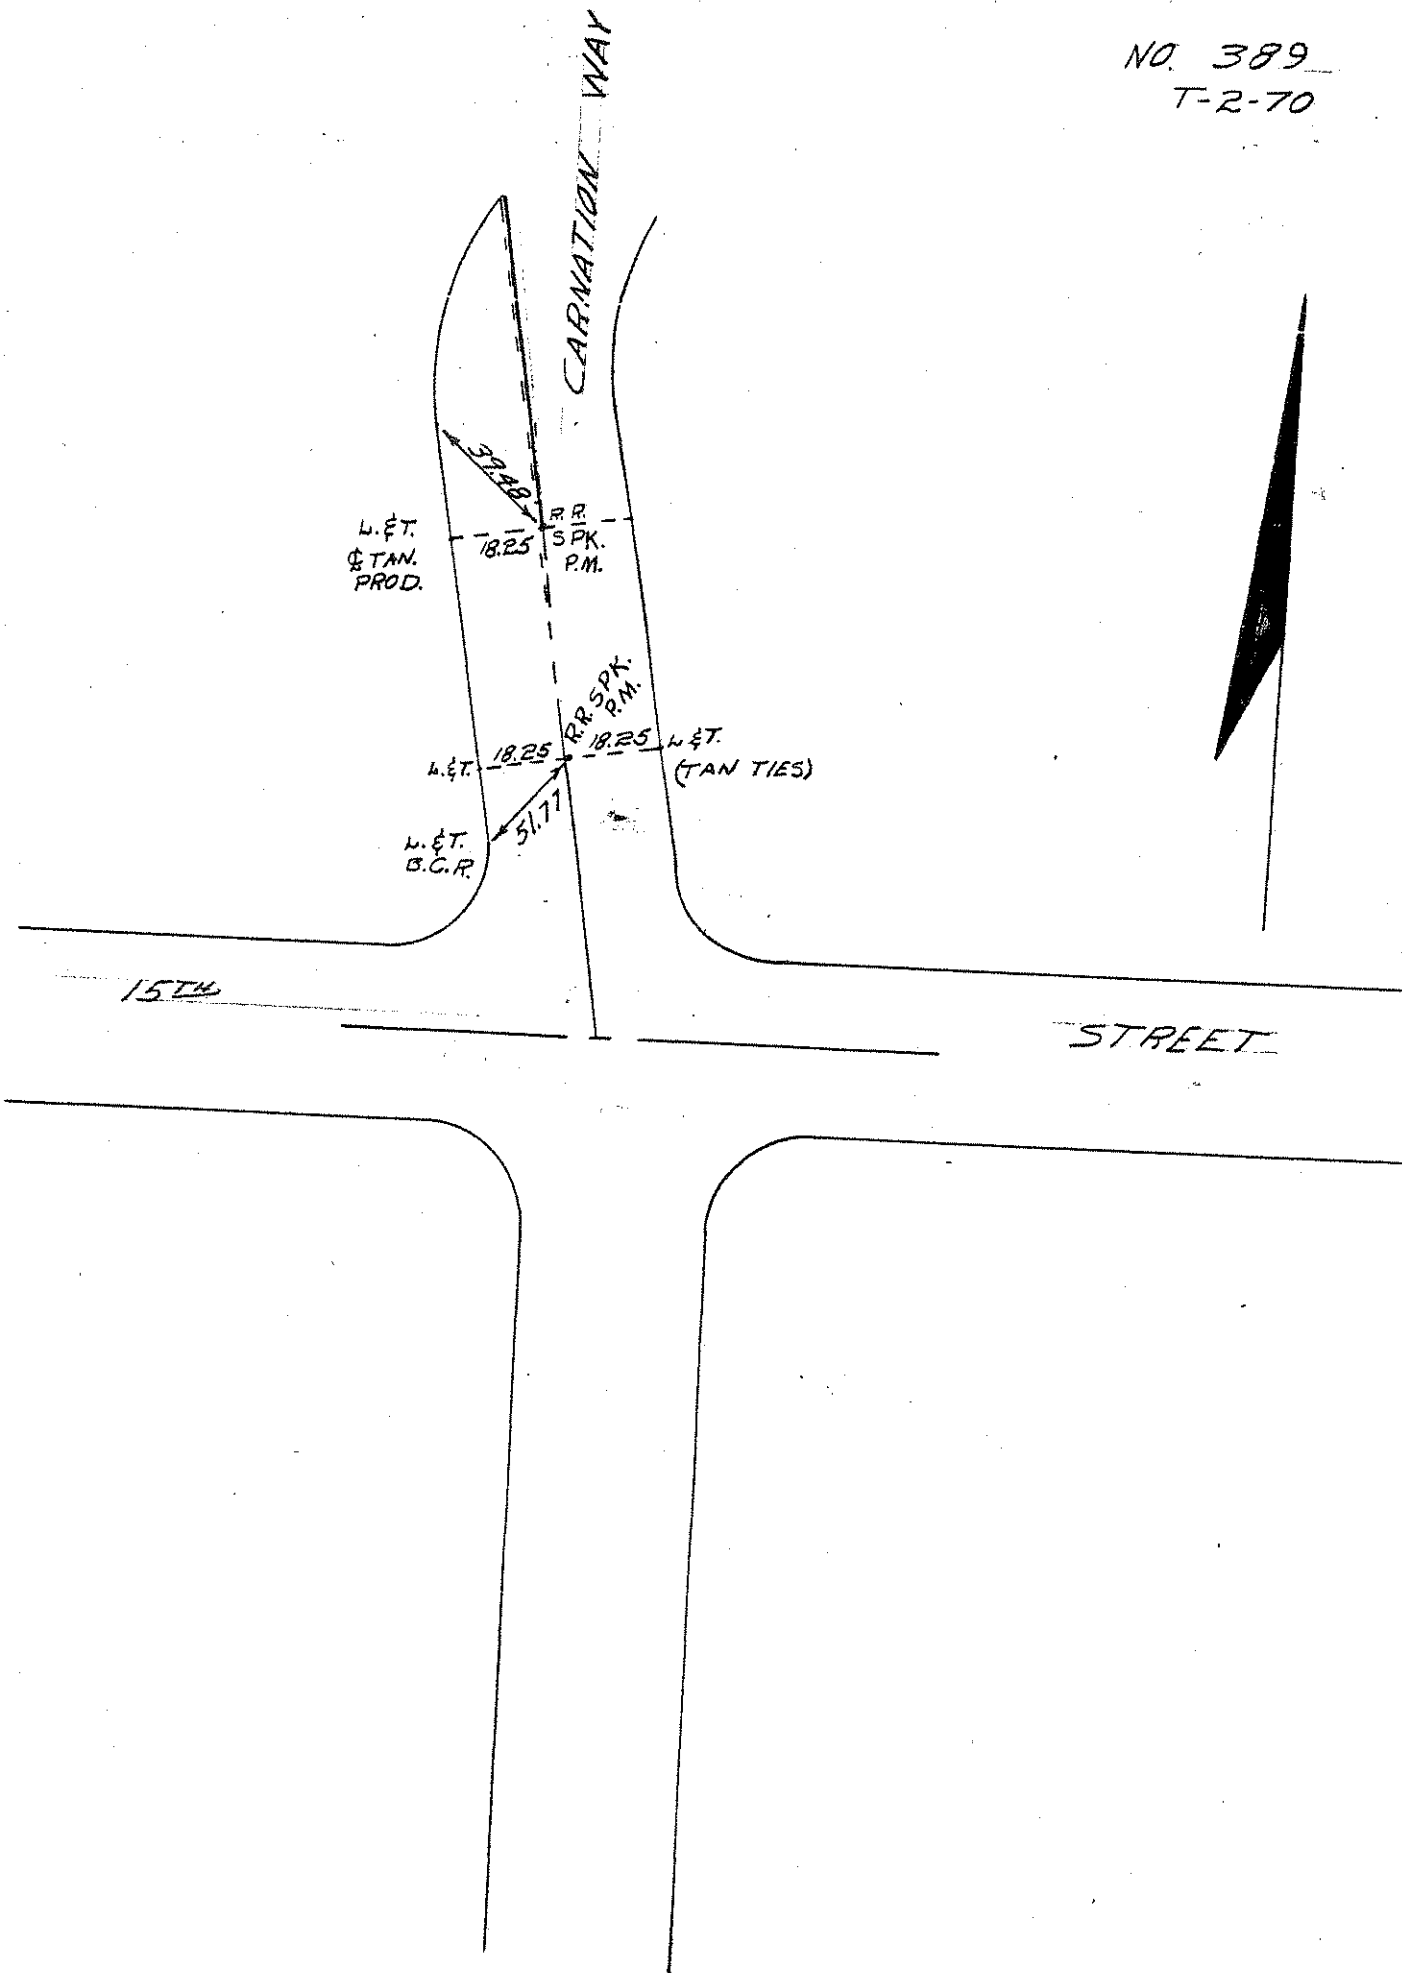 NO. 389
T-2-70
CARNATION WAY
39.48
L. & T.
℄ TAN.
PROD.
18.25
R.R.
SPK.
P.M.
R.R. SPK.
P.M.
L. & T.
18.25
18.25
L. & T.
(TAN TIES)
51.77
L. & T.
B.C.R.
15TH
STREET